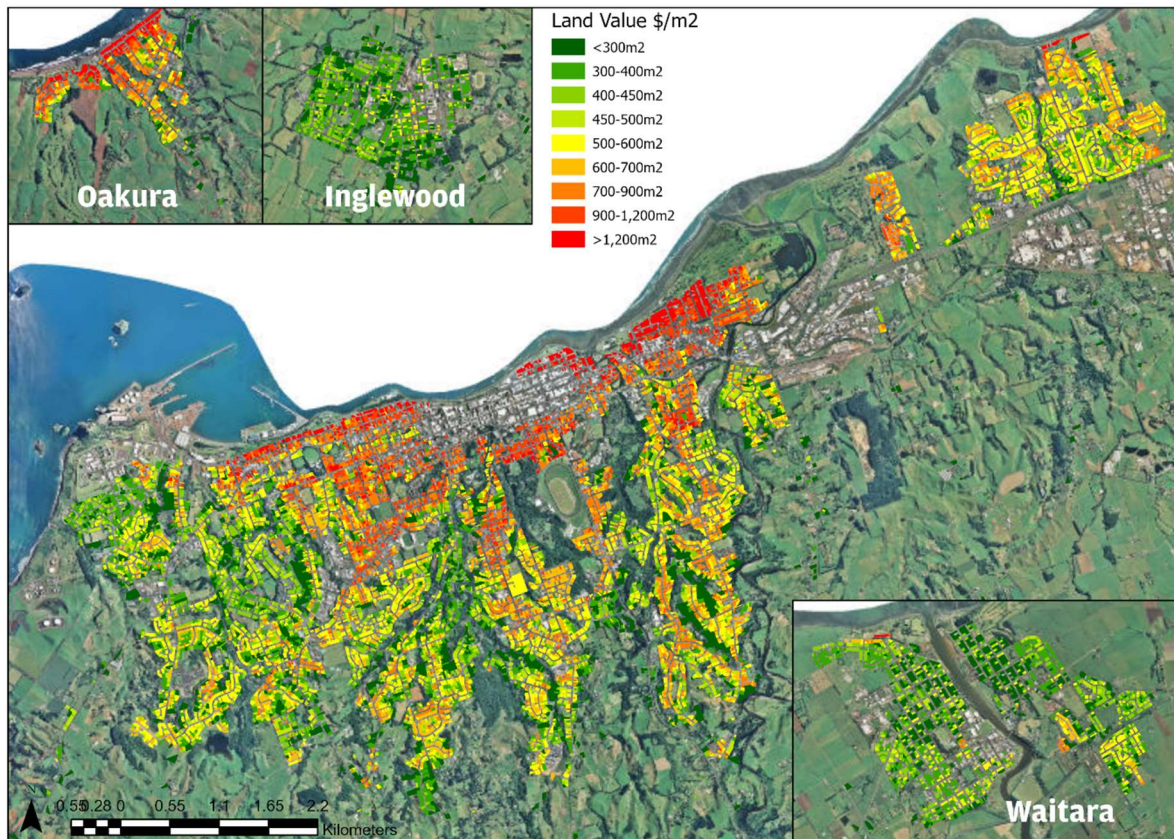 Land Value $/m2
<300m2
300-400m2
400-450m2
450-500m2
500-600m2
600-700m2
700-900m2
900-1,200m2
>1,200m2
Oakura
Inglewood
Waitara
N
0.55 0.28 0 0.55 1.1 1.65 2.2
Kilometers